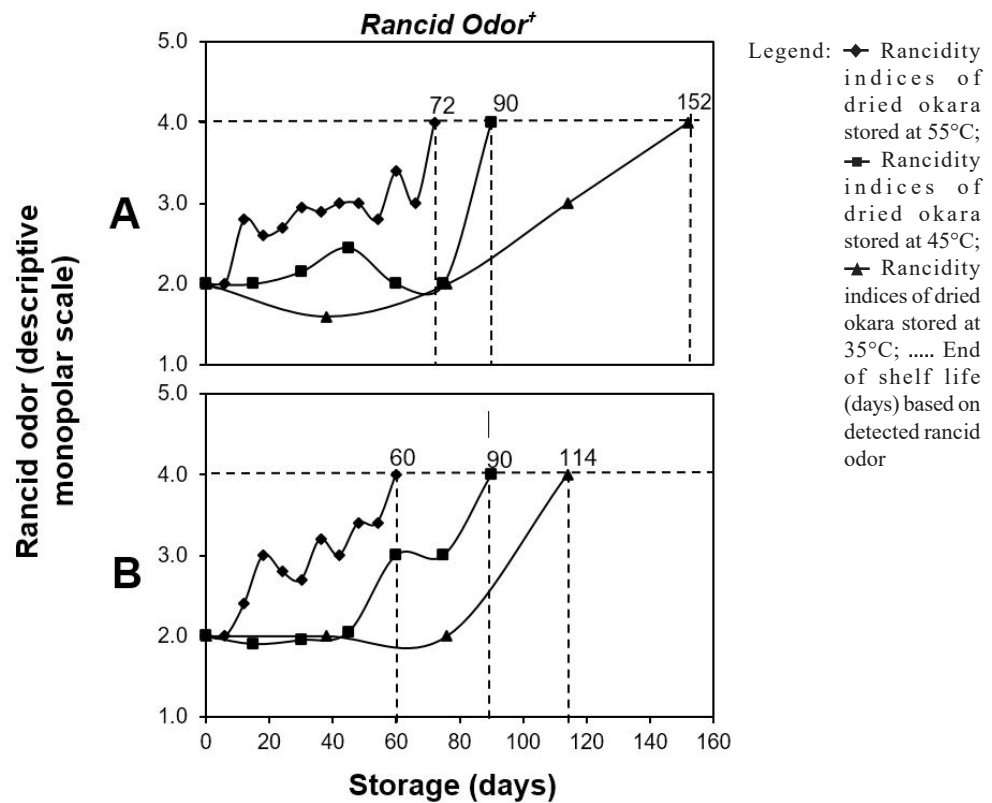 Rancid Odor†
Rancid odor (descriptive
monopolar scale)
A
5.0
4.0
3.0
2.0
1.0
72
90
152
B
5.0
4.0
3.0
2.0
1.0
60
90
114
0
20
40
60
80
100
120
140
160
Storage (days)
Legend: Rancidity
indices of
dried okara
stored at 55°C;
Rancidity
indices of
dried okara
stored at 45°C;
Rancidity
indices of dried
okara stored at
35°C; ..... End
of shelf life
(days) based on
detected rancid
odor